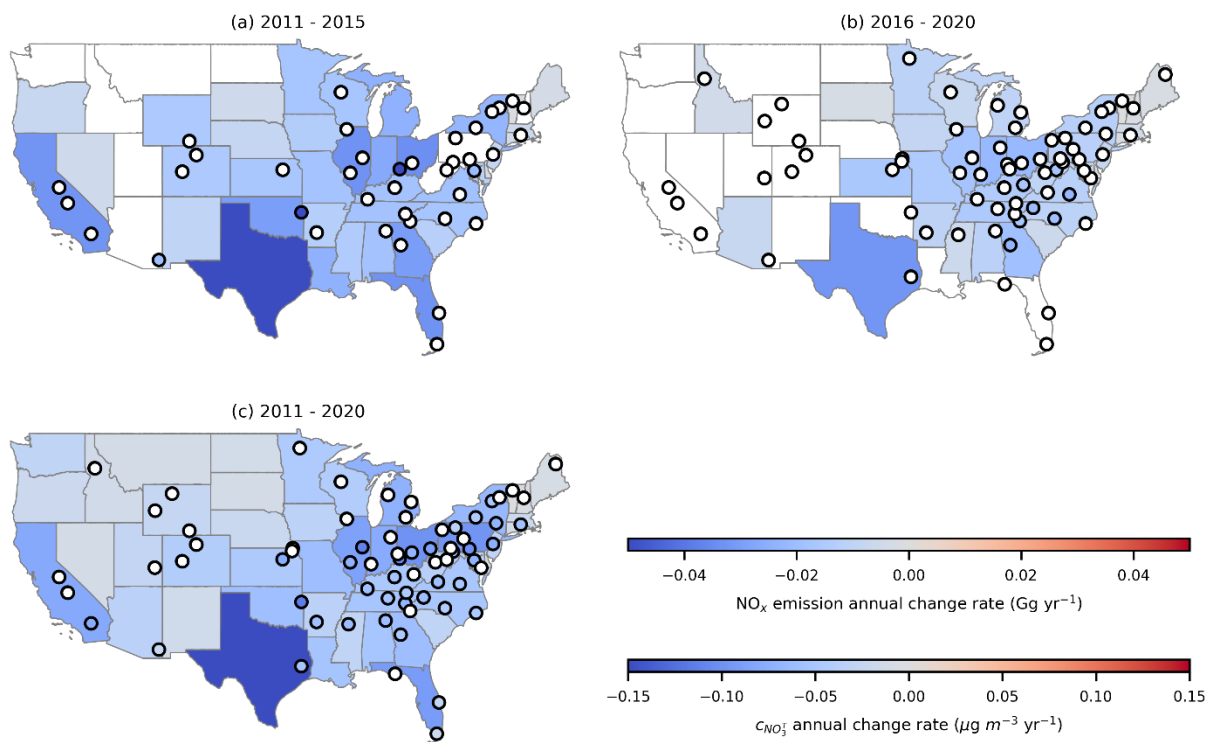 (a) 2011 - 2015
(b) 2016 - 2020
(c) 2011 - 2020
−0.04 −0.02 0.00 0.02 0.04
NOₓ emission annual change rate (Gg yr⁻¹)
−0.15 −0.10 −0.05 0.00 0.05 0.10 0.15
c_{NO₃ᵀ} annual change rate (μg m⁻³ yr⁻¹)